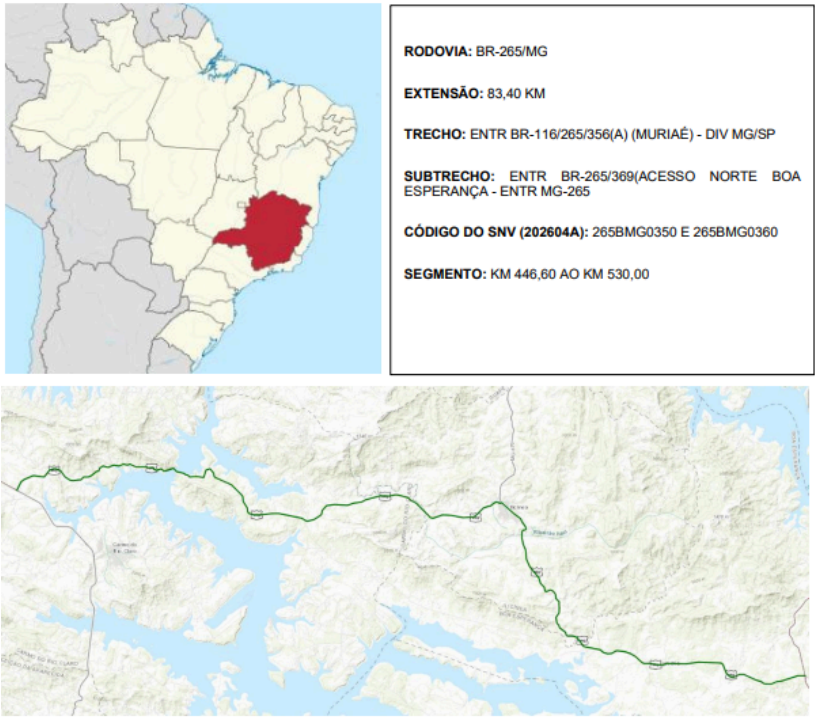 RODOVIA: BR-265/MG
EXTENSÃO: 83,40 KM
TRECHO: ENTR BR-116/265/356(A) (MURIAÉ) - DIV MG/SP
SUBTRECHO: ENTR BR-265/369(ACESSO NORTE BOA
ESPERANÇA - ENTR MG-265
CÓDIGO DO SNV (202604A): 265BMG0350 E 265BMG0360
SEGMENTO: KM 446,60 AO KM 530,00